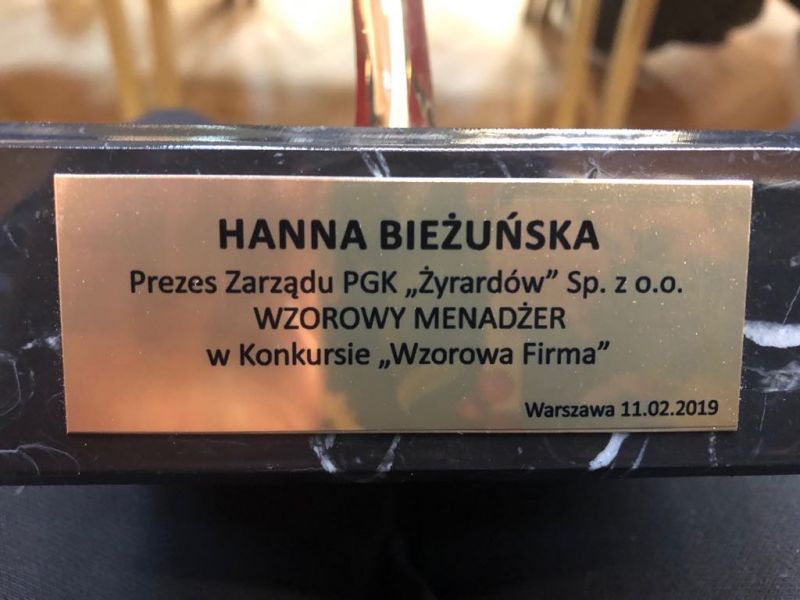 HANNA BIEŻUŃSKA
Prezes Zarządu PGK „Żyrardów” Sp. z o.o.
WZOROWY MENADŻER
w Konkursie „Wzorowa Firma”
Warszawa 11.02.2019